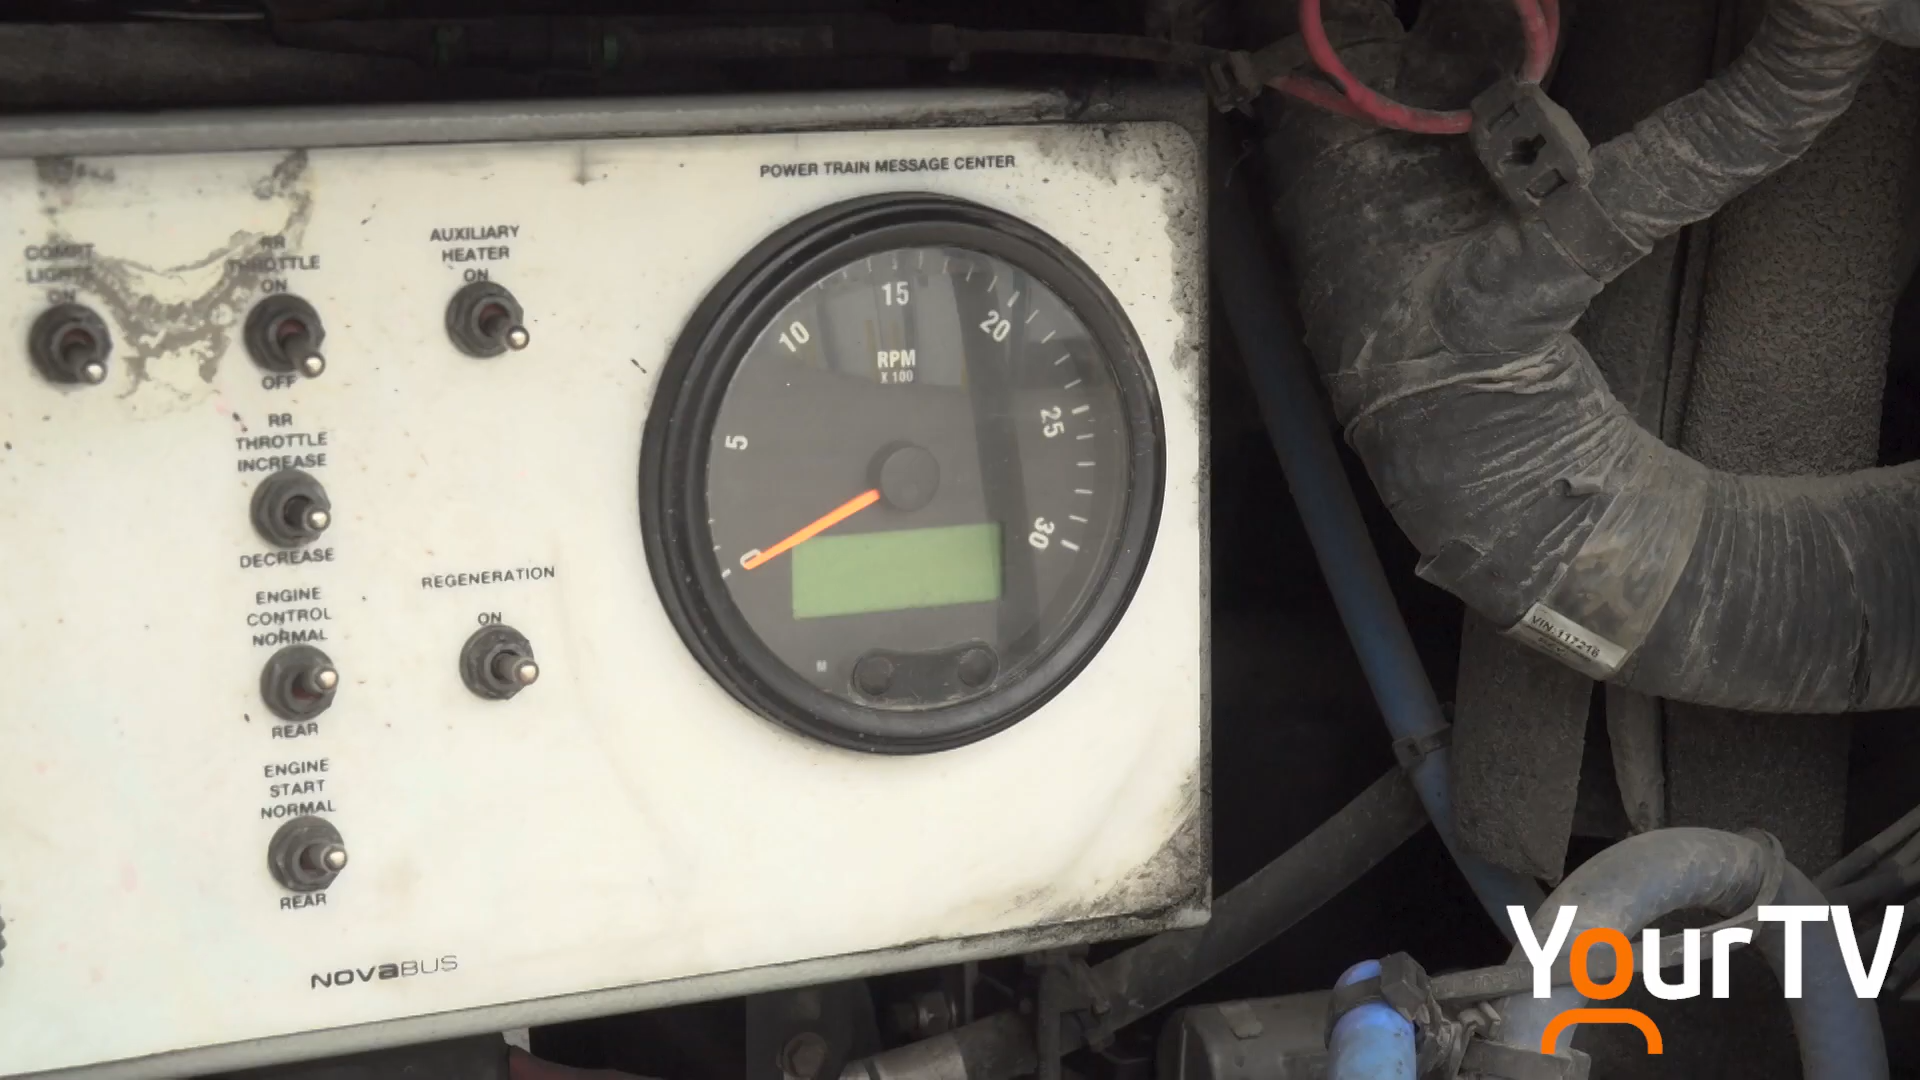 POWER TRAIN MESSAGE CENTER
COMPT
LIGHTS
ON
RR
THROTTLE
ON
OFF
AUXILIARY
HEATER
ON
RR
THROTTLE
INCREASE
DECREASE
ENGINE
CONTROL
NORMAL
REAR
REGENERATION
ON
ENGINE
START
NORMAL
REAR
NOVABUS
0
5
10
15
20
25
30
RPM
X 100
VIN:117216
YourTV